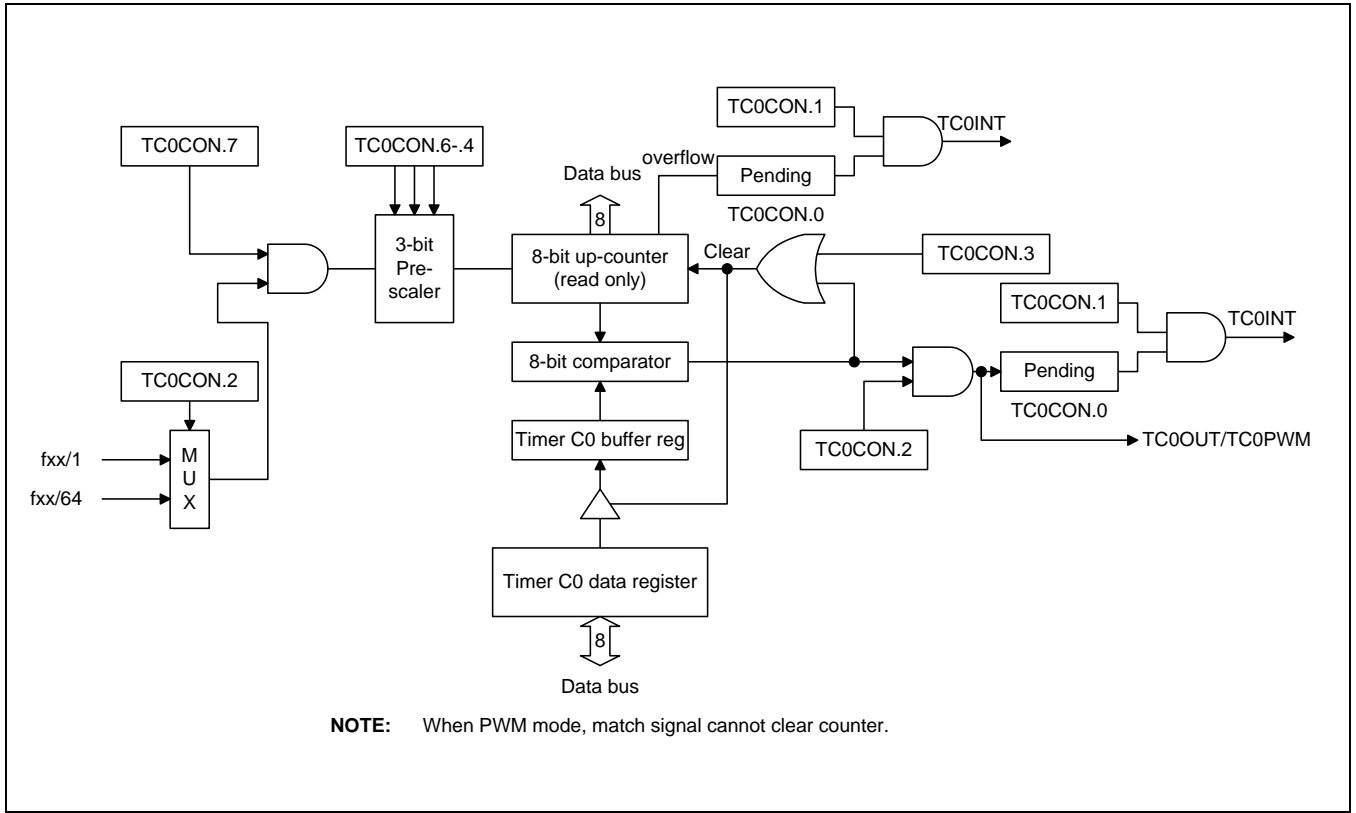 TC0CON.1
TC0INT
TC0CON.7
TC0CON.6-.4
overflow
Data bus
Pending
8
TC0CON.0
3-bit
Pre-
scaler
8-bit up-counter
(read only)
Clear
TC0CON.3
TC0CON.1
TC0INT
8-bit comparator
TC0CON.2
Pending
TC0CON.0
Timer C0 buffer reg
TC0CON.2
TC0OUT/TC0PWM
fxx/1
fxx/64
M
U
X
Timer C0 data register
8
Data bus
NOTE: When PWM mode, match signal cannot clear counter.